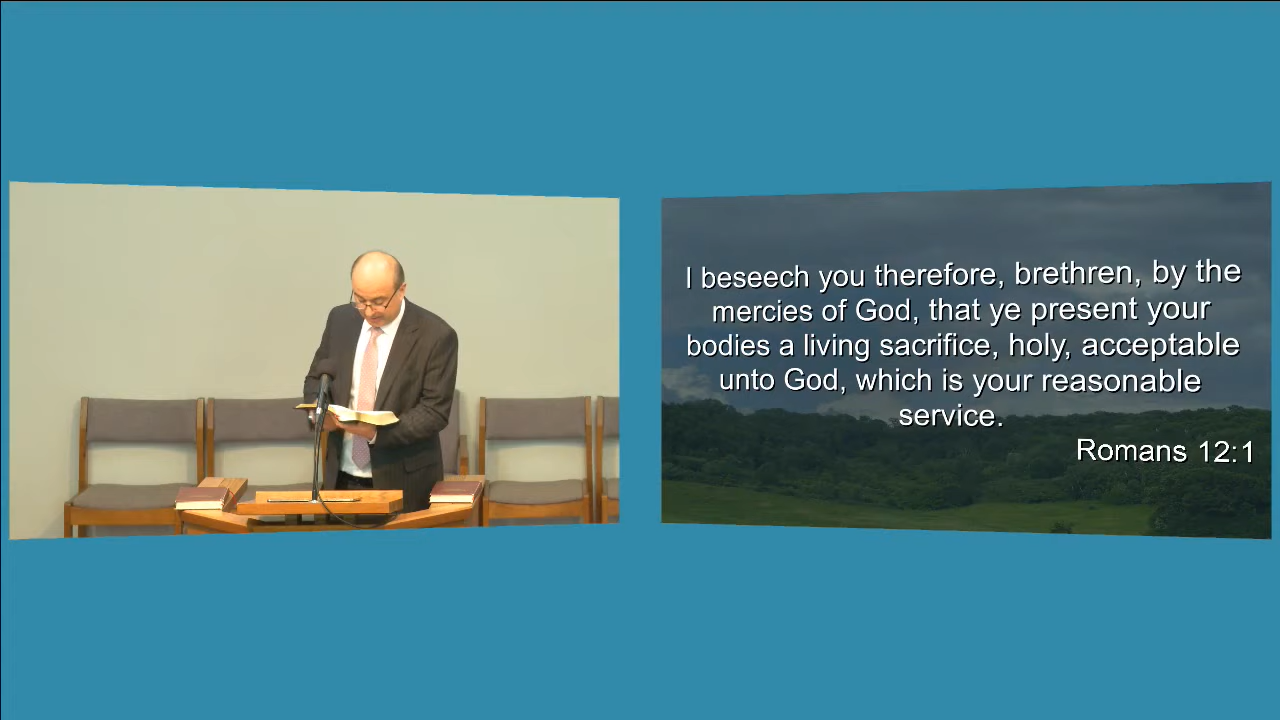 I beseech you therefore, brethren, by the
mercies of God, that ye present your
bodies a living sacrifice, holy, acceptable
unto God, which is your reasonable
service.
Romans 12:1